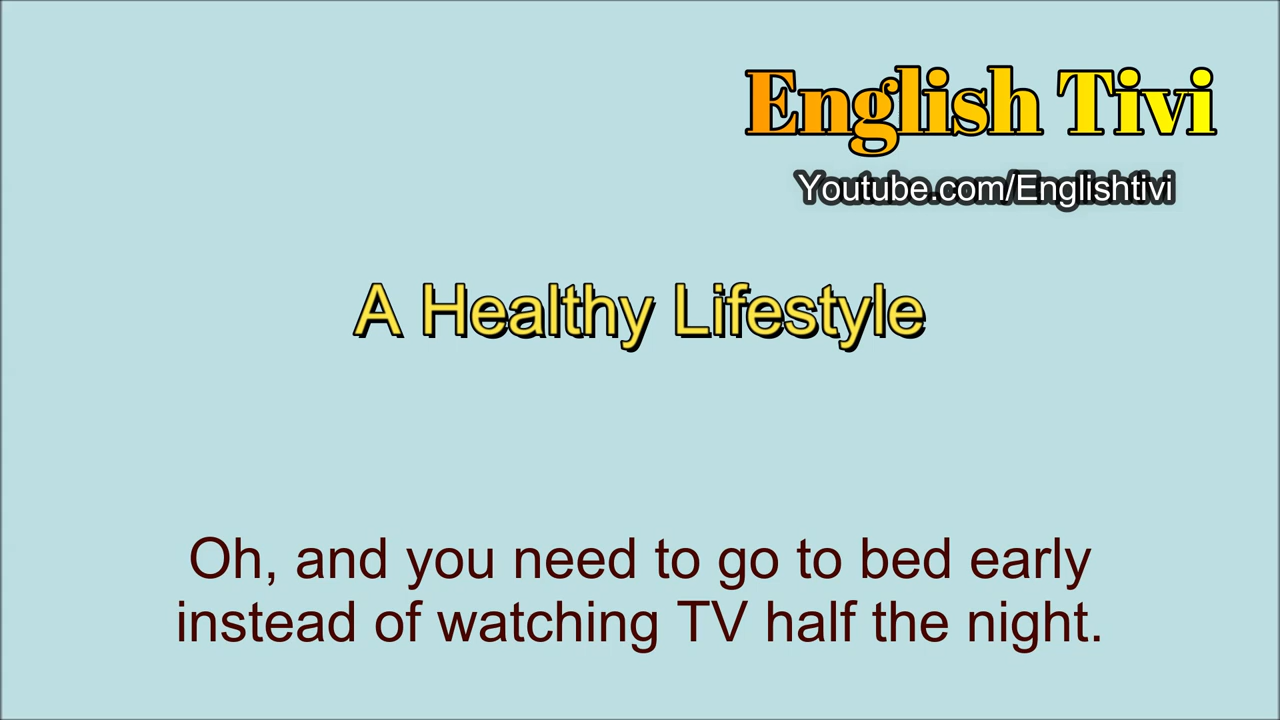 English Tivi
Youtube.com/Englishtivi
A Healthy Lifestyle
Oh, and you need to go to bed early
instead of watching TV half the night.